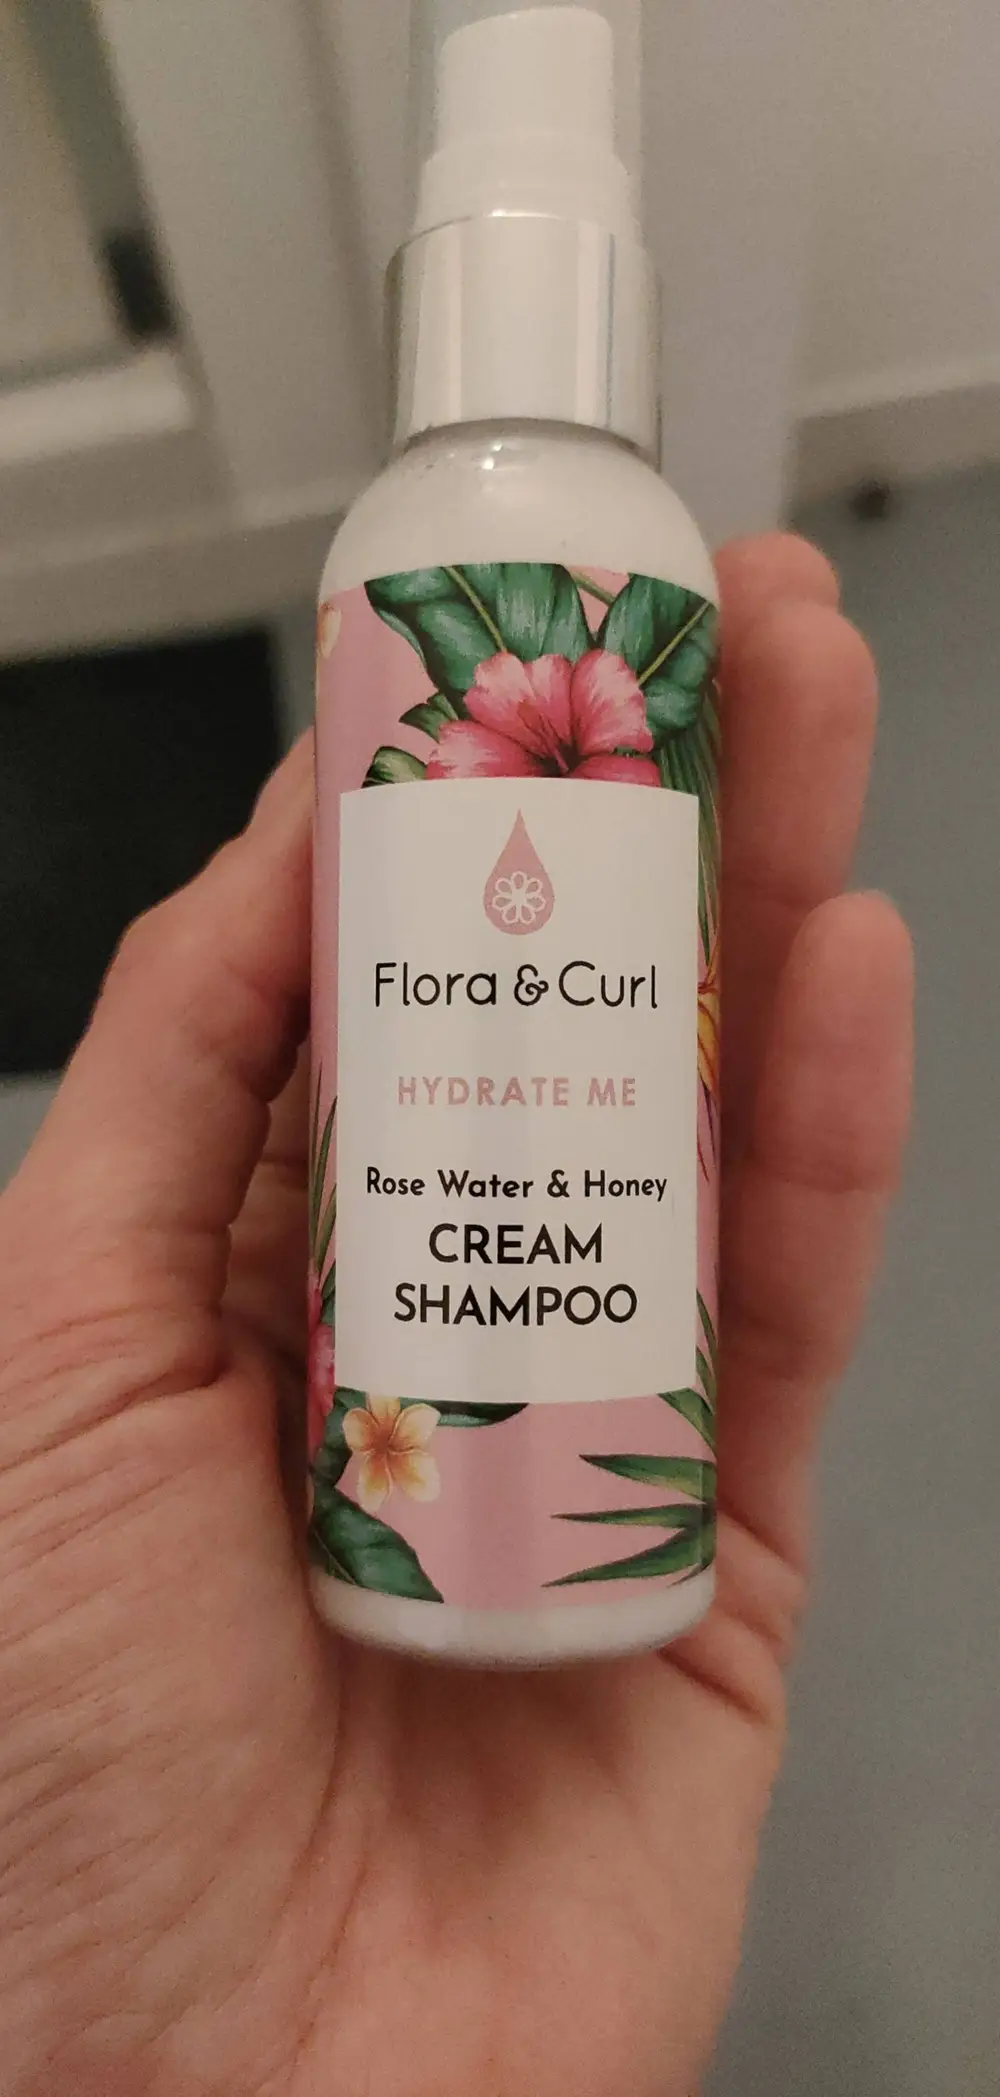 Flora & Curl
HYDRATE ME
Rose Water & Honey
CREAM
SHAMPOO